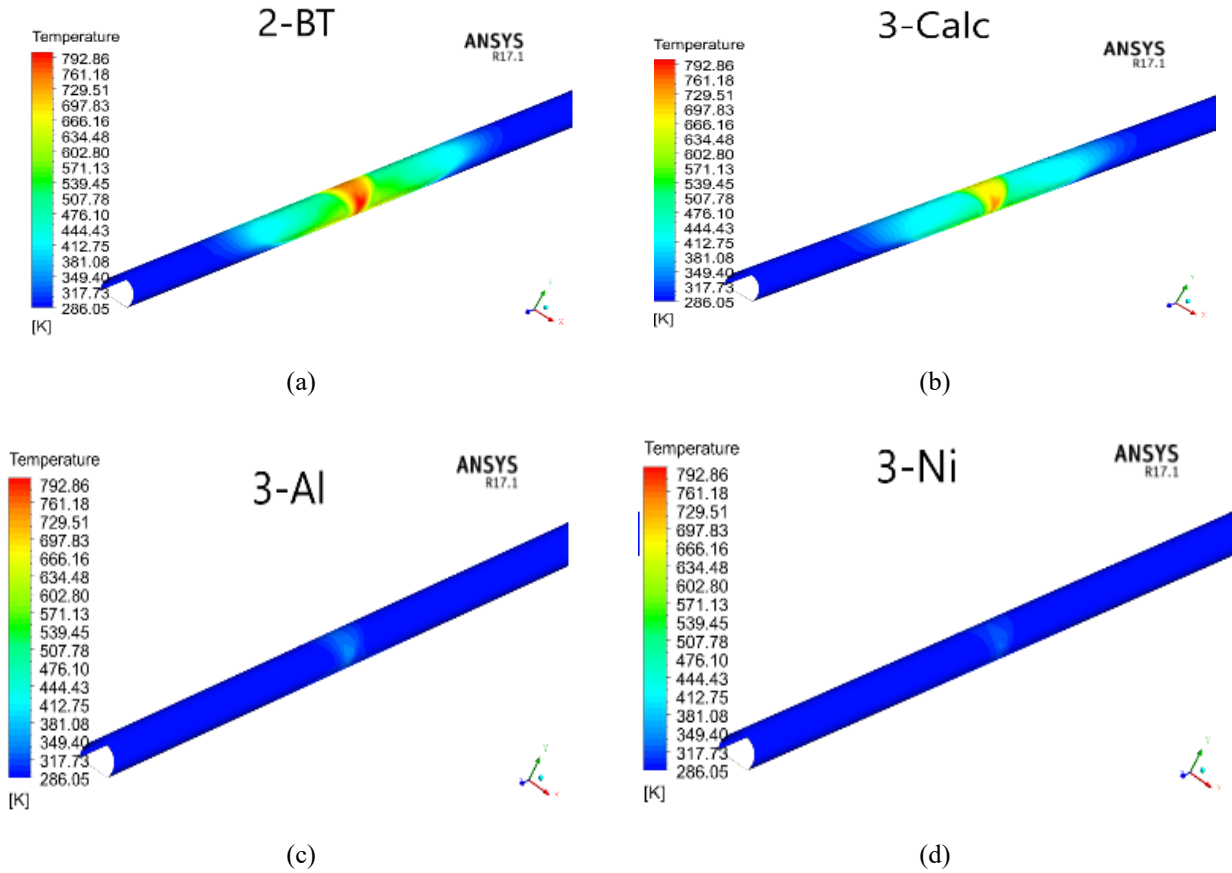 2-BT
Temperature
ANSYS
R17.1
792.86
761.18
729.51
697.83
666.16
634.48
602.80
571.13
539.45
507.78
476.10
444.43
412.75
381.08
349.40
317.73
286.05
[K]
Y
X
(a)
3-Calc
Temperature
ANSYS
R17.1
792.86
761.18
729.51
697.83
666.16
634.48
602.80
571.13
539.45
507.78
476.10
444.43
412.75
381.08
349.40
317.73
286.05
[K]
Y
X
(b)
Temperature
3-Al
ANSYS
R17.1
792.86
761.18
729.51
697.83
666.16
634.48
602.80
571.13
539.45
507.78
476.10
444.43
412.75
381.08
349.40
317.73
286.05
[K]
Y
X
(c)
Temperature
3-Ni
ANSYS
R17.1
792.86
761.18
729.51
697.83
666.16
634.48
602.80
571.13
539.45
507.78
476.10
444.43
412.75
381.08
349.40
317.73
286.05
[K]
Y
X
(d)